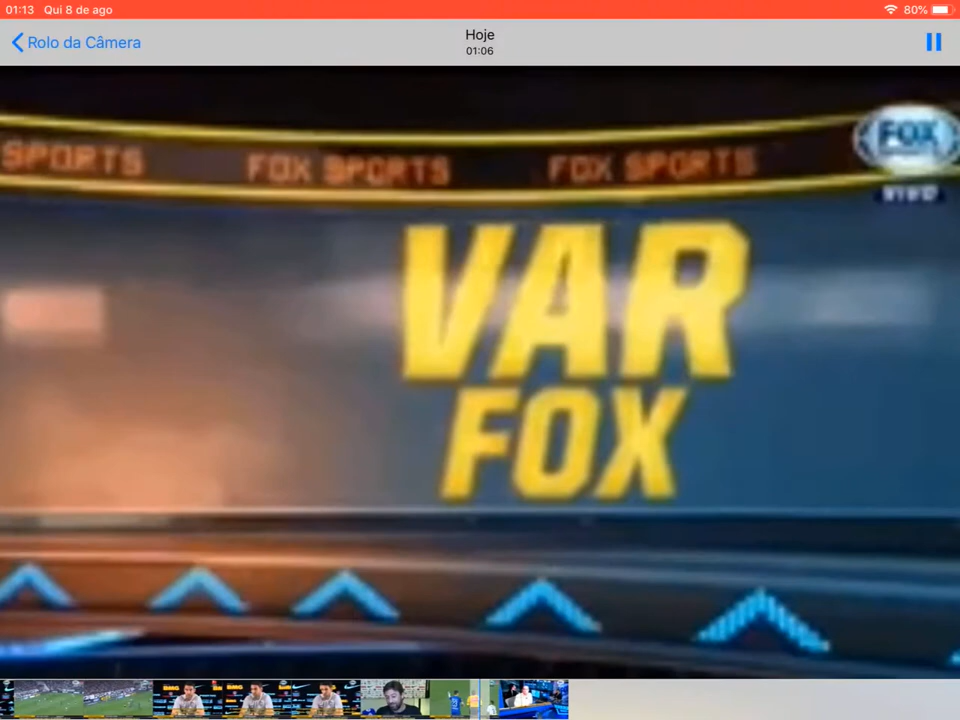 01:13 Qui 8 de ago 80%
Rolo da Câmera
Hoje
01:06
SPORTS FOX SPORTS FOX SPORTS
FOX
VIVO
VAR
FOX